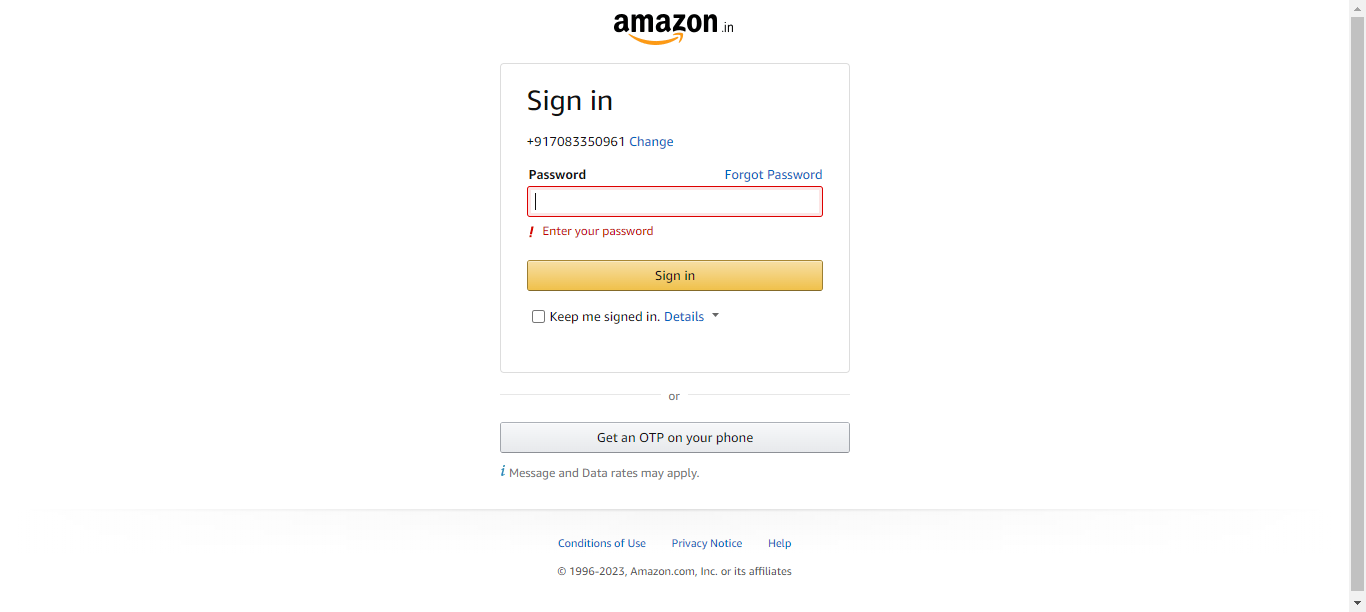 amazon.in
Sign in
+917083350961 Change
Password Forgot Password
! Enter your password
Sign in
Keep me signed in. Details
or
Get an OTP on your phone
i Message and Data rates may apply.
Conditions of Use Privacy Notice Help
© 1996-2023, Amazon.com, Inc. or its affiliates